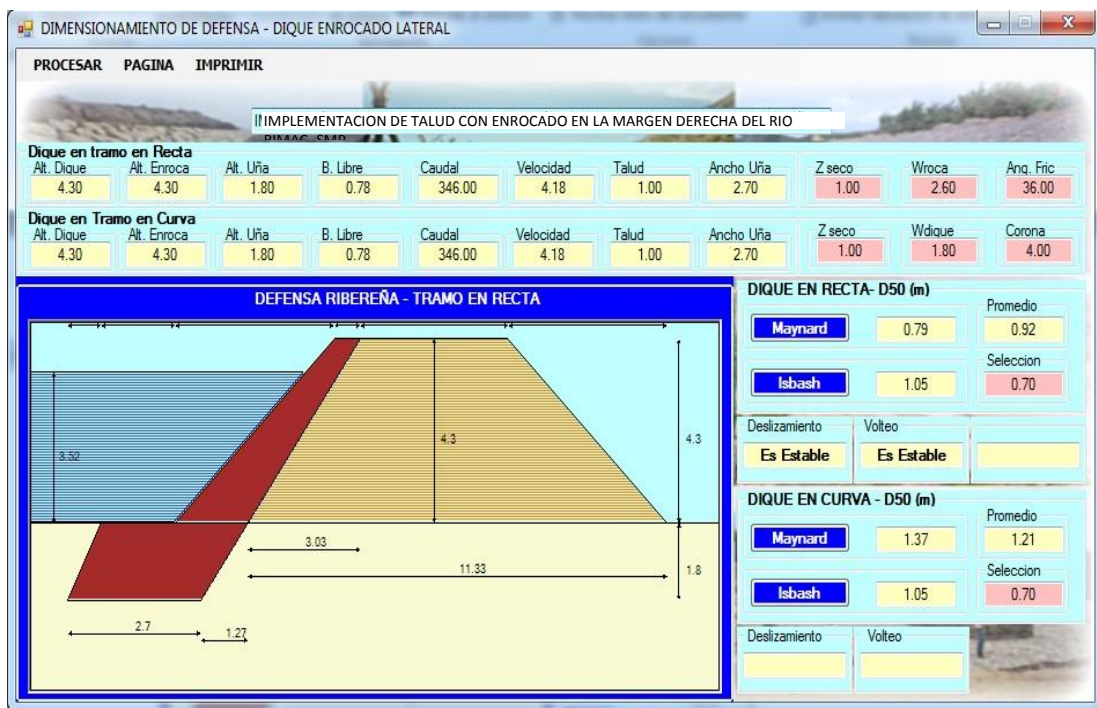 DIMENSIONAMIENTO DE DEFENSA - DIQUE ENROCADO LATERAL
PROCESAR PAGINA IMPRIMIR
IMPLEMENTACION DE TALUD CON ENROCADO EN LA MARGEN DERECHA DEL RIO
Dique en tramo en Recta
Alt. Dique Alt. Enroca Alt. Uña B. Libre Caudal Velocidad Talud Ancho Uña Z seco Wroca Ang. Fric
4.30 4.30 1.80 0.78 346.00 4.18 1.00 2.70 1.00 2.60 36.00
Dique en Tramo en Curva
Alt. Dique Alt. Enroca Alt. Uña B. Libre Caudal Velocidad Talud Ancho Uña Z seco Wdique Corona
4.30 4.30 1.80 0.78 346.00 4.18 1.00 2.70 1.00 1.80 4.00
DEFENSA RIBEREÑA - TRAMO EN RECTA
3.52
4.3
4.3
3.03
11.33
1.8
2.7
1.27
DIQUE EN RECTA- D50 (m)
Promedio
Maynard 0.79 0.92
Seleccion
Isbash 1.05 0.70
Deslizamiento Volteo
Es Estable Es Estable
DIQUE EN CURVA - D50 (m)
Promedio
Maynard 1.37 1.21
Seleccion
Isbash 1.05 0.70
Deslizamiento Volteo